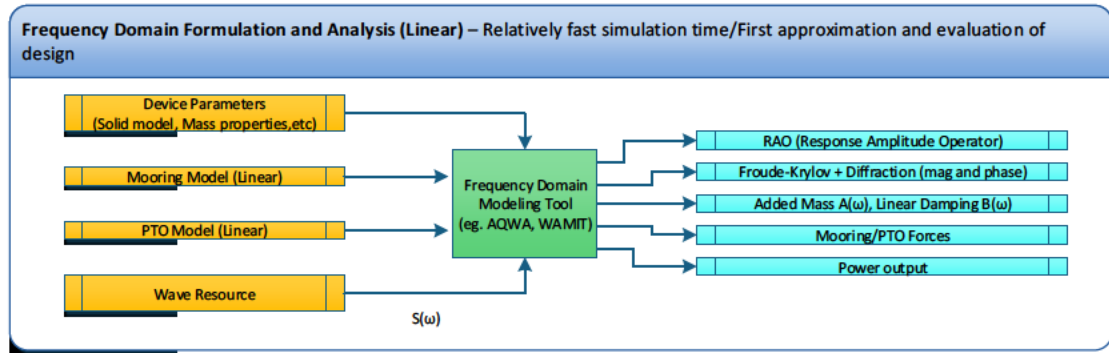 Frequency Domain Formulation and Analysis (Linear) – Relatively fast simulation time/First approximation and evaluation of
design
Device Parameters
(Solid model, Mass properties,etc)
Mooring Model (Linear)
PTO Model (Linear)
Wave Resource
S(ω)
Frequency Domain
Modeling Tool
(eg. AQWA, WAMIT)
RAO (Response Amplitude Operator)
Froude-Krylov + Diffraction (mag and phase)
Added Mass A(ω), Linear Damping B(ω)
Mooring/PTO Forces
Power output